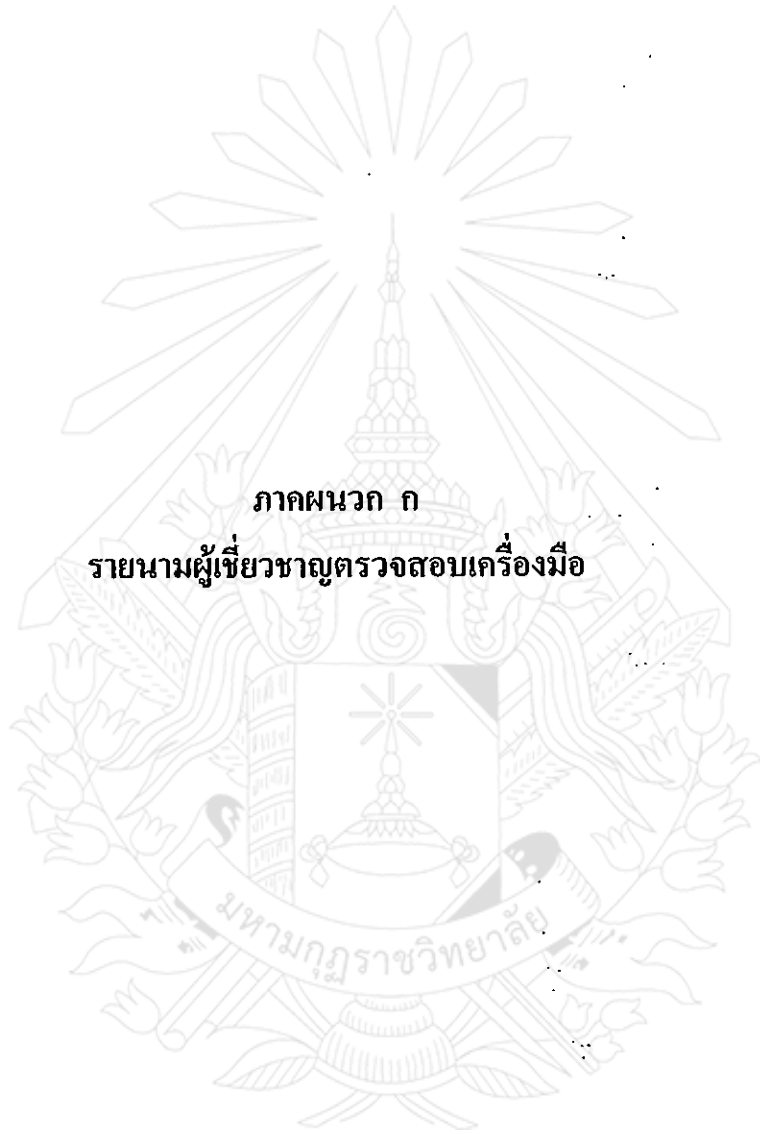 ภาคผนวก ก
รายนามผู้เชี่ยวชาญตรวจสอบเครื่องมือ
มหามกุฏราชวิทยาลัย